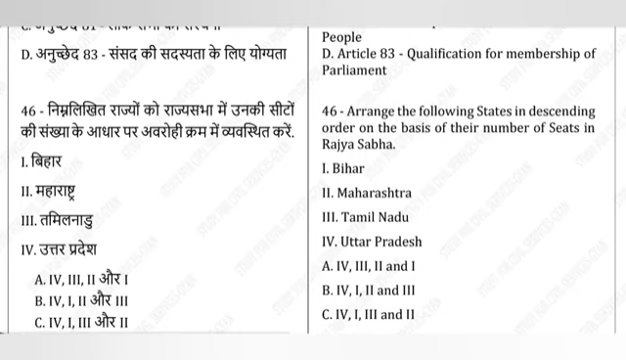 D. अनुच्छेद 83 - संसद की सदस्यता के लिए योग्यता
46 - निम्नलिखित राज्यों को राज्यसभा में उनकी सीटों
की संख्या के आधार पर अवरोही क्रम में व्यवस्थित करें.
I. बिहार
II. महाराष्ट्र
III. तमिलनाडु
IV. उत्तर प्रदेश
A. IV, III, II और I
B. IV, I, II और III
C. IV, I, III और II
People
D. Article 83 - Qualification for membership of
Parliament
46 - Arrange the following States in descending
order on the basis of their number of Seats in
Rajya Sabha.
I. Bihar
II. Maharashtra
III. Tamil Nadu
IV. Uttar Pradesh
A. IV, III, II and I
B. IV, I, II and III
C. IV, I, III and II